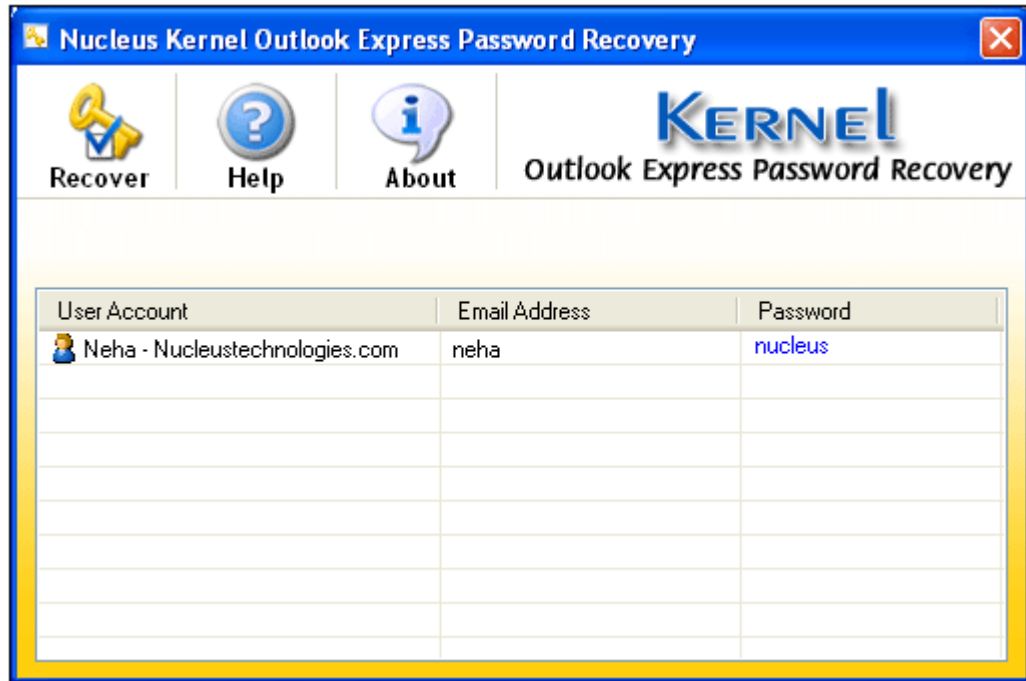 Nucleus Kernel Outlook Express Password Recovery
Recover Help About
KERNEL
Outlook Express Password Recovery
User Account Email Address Password
Neha - Nucleustechnologies.com neha nucleus